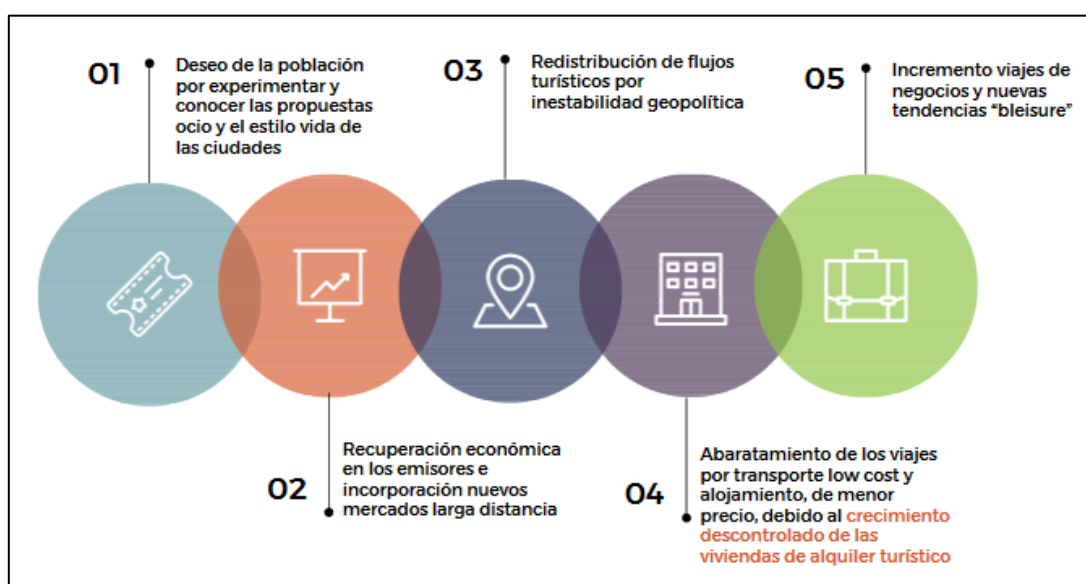 01
Deseo de la población
por experimentar y
conocer las propuestas
ocio y el estilo vida de
las ciudades
02
Recuperación económica
en los emisores e
incorporación nuevos
mercados larga distancia
03
Redistribución de flujos
turísticos por
inestabilidad geopolítica
04
Abaratamiento de los viajes
por transporte low cost y
alojamiento, de menor
precio, debido al crecimiento
descontrolado de las
viviendas de alquiler turístico
05
Incremento viajes de
negocios y nuevas
tendencias “bleisure”